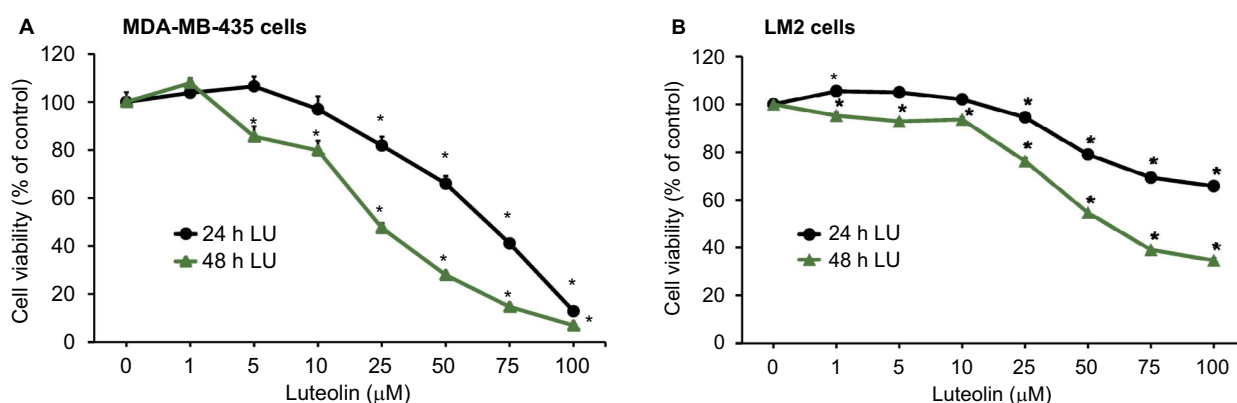 A MDA-MB-435 cells
Cell viability (% of control)
120
100
80
60
40
20
0
* * * * * *
* * * * * *
24 h LU
48 h LU
0 1 5 10 25 50 75 100
Luteolin (μM)
B LM2 cells
Cell viability (% of control)
120
100
80
60
40
20
0
* * * * *
* * * * * * *
24 h LU
48 h LU
0 1 5 10 25 50 75 100
Luteolin (μM)